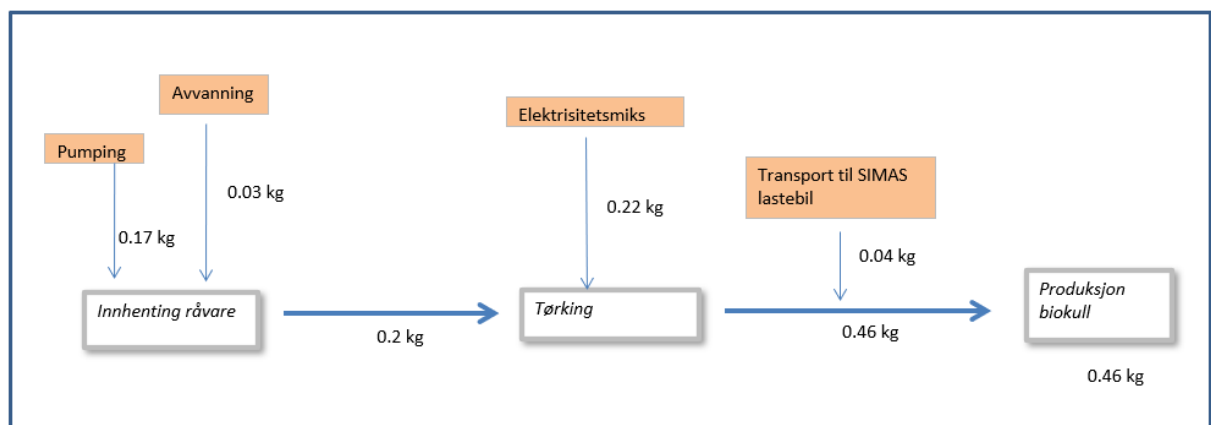 Avvanning
Pumping
Elektrisitetsmiks
Transport til SIMAS
lastebil
0.03 kg
0.17 kg
0.22 kg
0.04 kg
Innhenting råvare
0.2 kg
Tørking
0.46 kg
Produksjon
biokull
0.46 kg